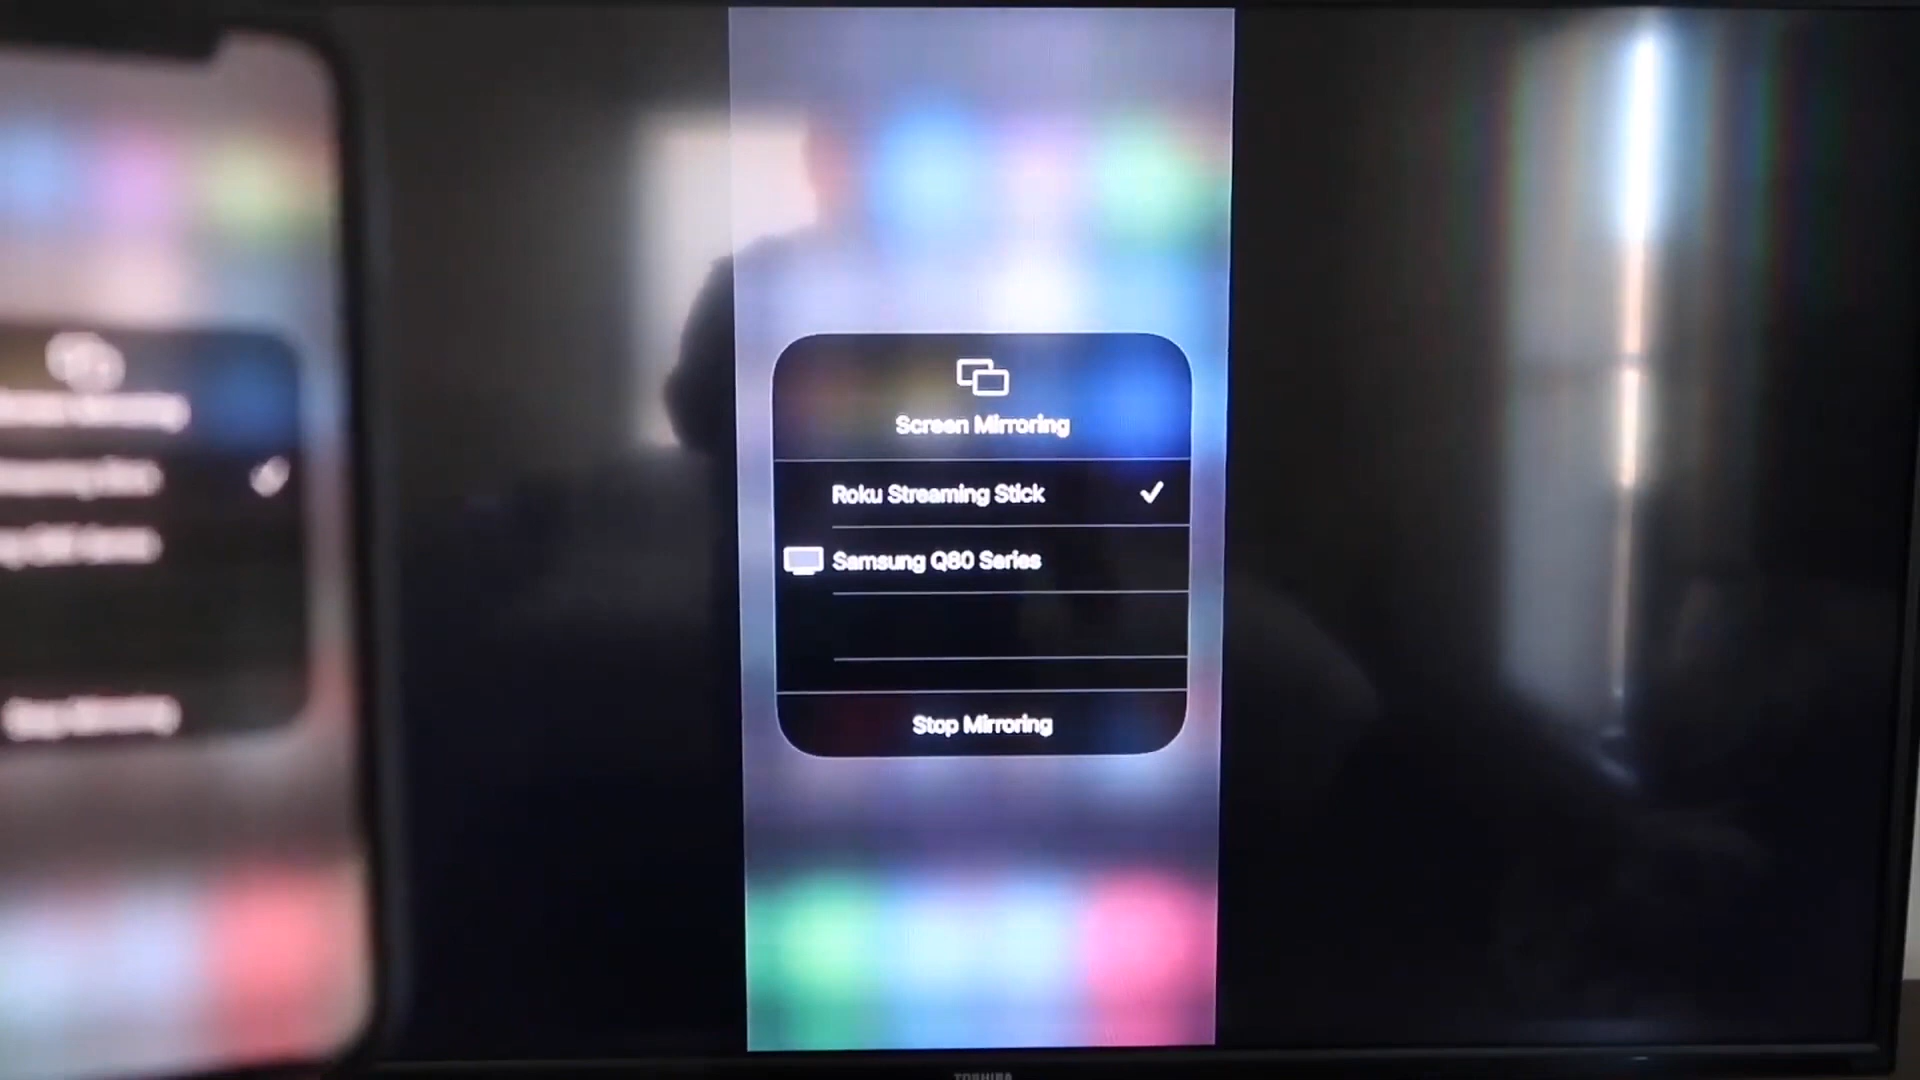 Screen Mirroring
Roku Streaming Stick
Samsung Q80 Series
Stop Mirroring
TOSHIBA